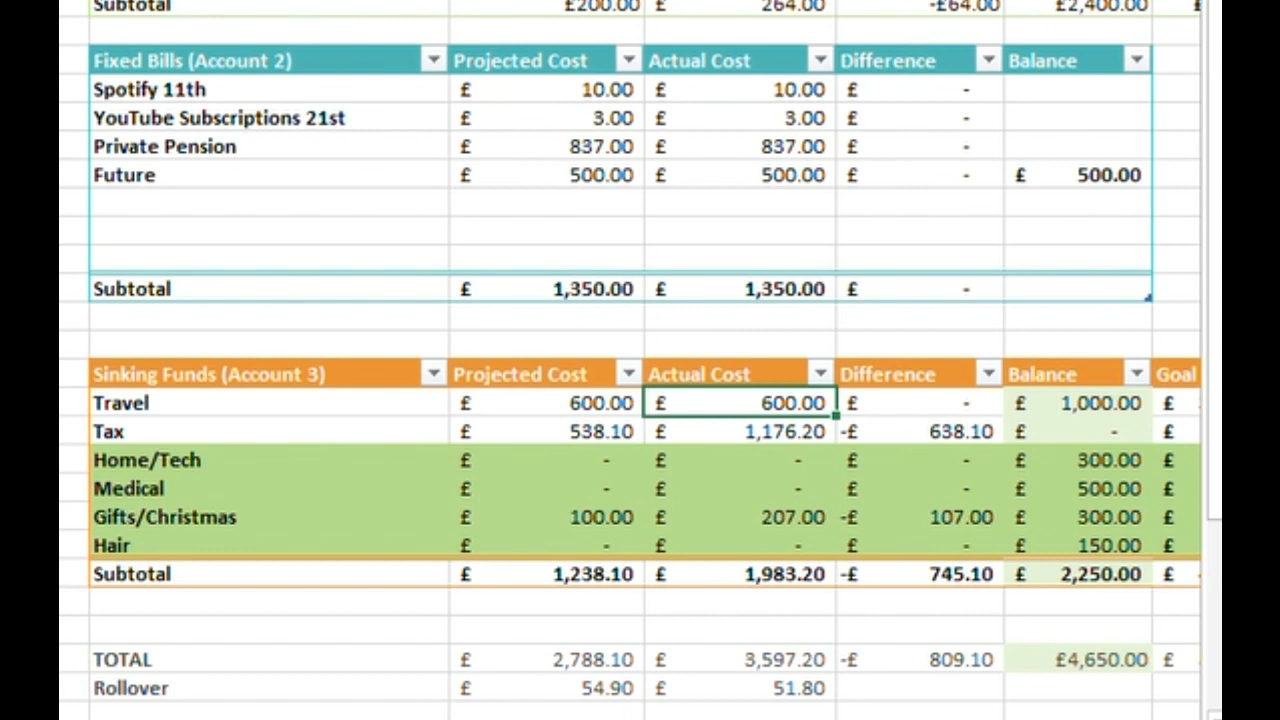 Subtotal £200.00 £ 264.00 -£64.00 £2,400.00 £
Fixed Bills (Account 2) Projected Cost Actual Cost Difference Balance
Spotify 11th £ 10.00 £ 10.00 £ -
YouTube Subscriptions 21st £ 3.00 £ 3.00 £ -
Private Pension £ 837.00 £ 837.00 £ -
Future £ 500.00 £ 500.00 £ - £ 500.00
Subtotal £ 1,350.00 £ 1,350.00 £ -
Sinking Funds (Account 3) Projected Cost Actual Cost Difference Balance Goal
Travel £ 600.00 £ 600.00 £ - £ 1,000.00 £
Tax £ 538.10 £ 1,176.20 -£ 638.10 £ - £
Home/Tech £ - £ - £ - £ 300.00 £
Medical £ - £ - £ - £ 500.00 £
Gifts/Christmas £ 100.00 £ 207.00 -£ 107.00 £ 300.00 £
Hair £ - £ - £ - £ 150.00 £
Subtotal £ 1,238.10 £ 1,983.20 -£ 745.10 £ 2,250.00 £
TOTAL £ 2,788.10 £ 3,597.20 -£ 809.10 £4,650.00 £
Rollover £ 54.90 £ 51.80